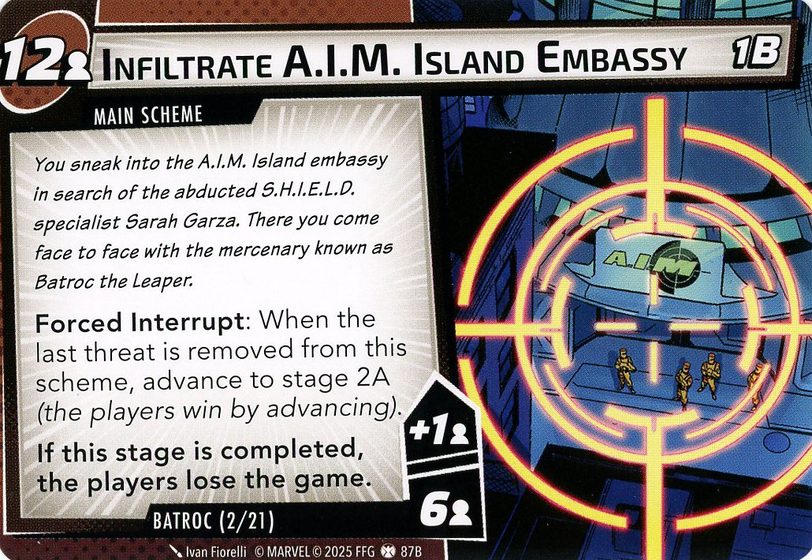 12 INFILTRATE A.I.M. ISLAND EMBASSY 1B
MAIN SCHEME
You sneak into the A.I.M. Island embassy
in search of the abducted S.H.I.E.L.D.
specialist Sarah Garza. There you come
face to face with the mercenary known as
Batroc the Leaper.
Forced Interrupt: When the
last threat is removed from this
scheme, advance to stage 2A
(the players win by advancing).
If this stage is completed,
the players lose the game.
+1
6
A.I.M.
BATROC (2/21)
Ivan Fiorelli © MARVEL © 2025 FFG 87B